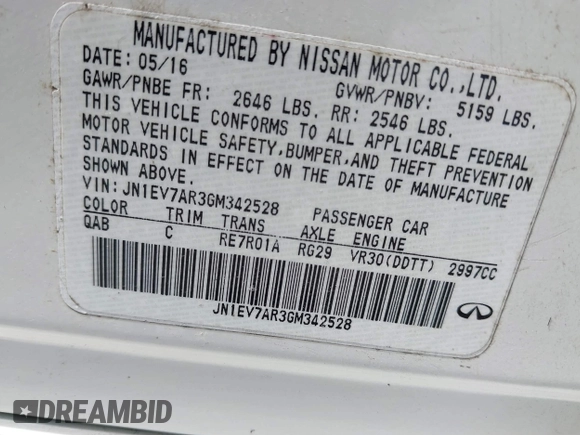 MANUFACTURED BY NISSAN MOTOR CO.,LTD.
DATE: 05/16 GVWR/PNBV: 5159 LBS.
GAWR/PNBE FR: 2646 LBS. RR: 2546 LBS.
THIS VEHICLE CONFORMS TO ALL APPLICABLE FEDERAL
MOTOR VEHICLE SAFETY,BUMPER,AND THEFT PREVENTION
STANDARDS IN EFFECT ON THE DATE OF MANUFACTURE
SHOWN ABOVE.
VIN: JN1EV7AR3GM342528 PASSENGER CAR
COLOR TRIM TRANS AXLE ENGINE
QAB C RE7R01A RG29 VR30(DDTT) 2997CC
JN1EV7AR3GM342528
DREAMBID